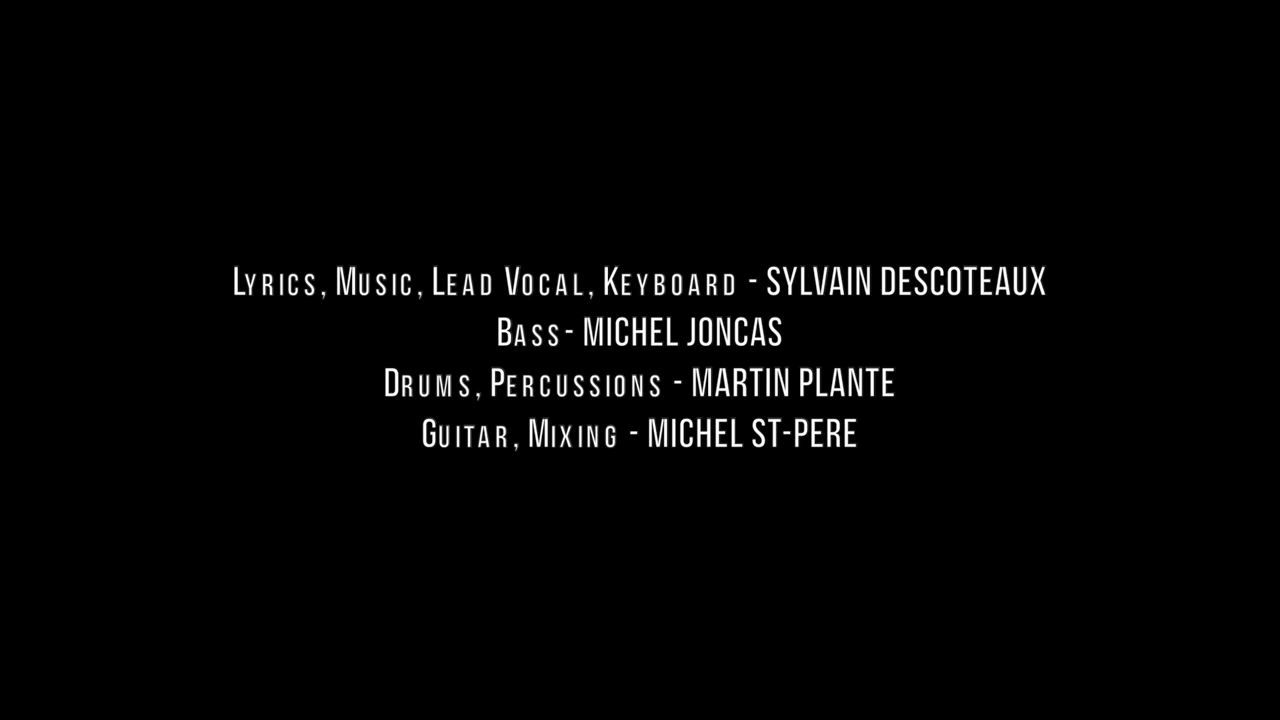 Lyrics, Music, Lead Vocal, Keyboard - SYLVAIN DESCOTEAUX
Bass- MICHEL JONCAS
Drums, Percussions - MARTIN PLANTE
Guitar, Mixing - MICHEL ST-PERE